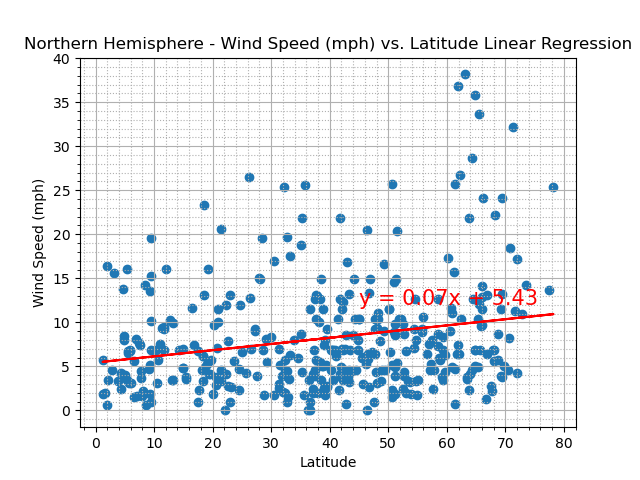 Northern Hemisphere - Wind Speed (mph) vs. Latitude Linear Regression
40
35
30
25
20
15
10
5
0
Wind Speed (mph)
y = 0.07x + 5.43
0 10 20 30 40 50 60 70 80
Latitude